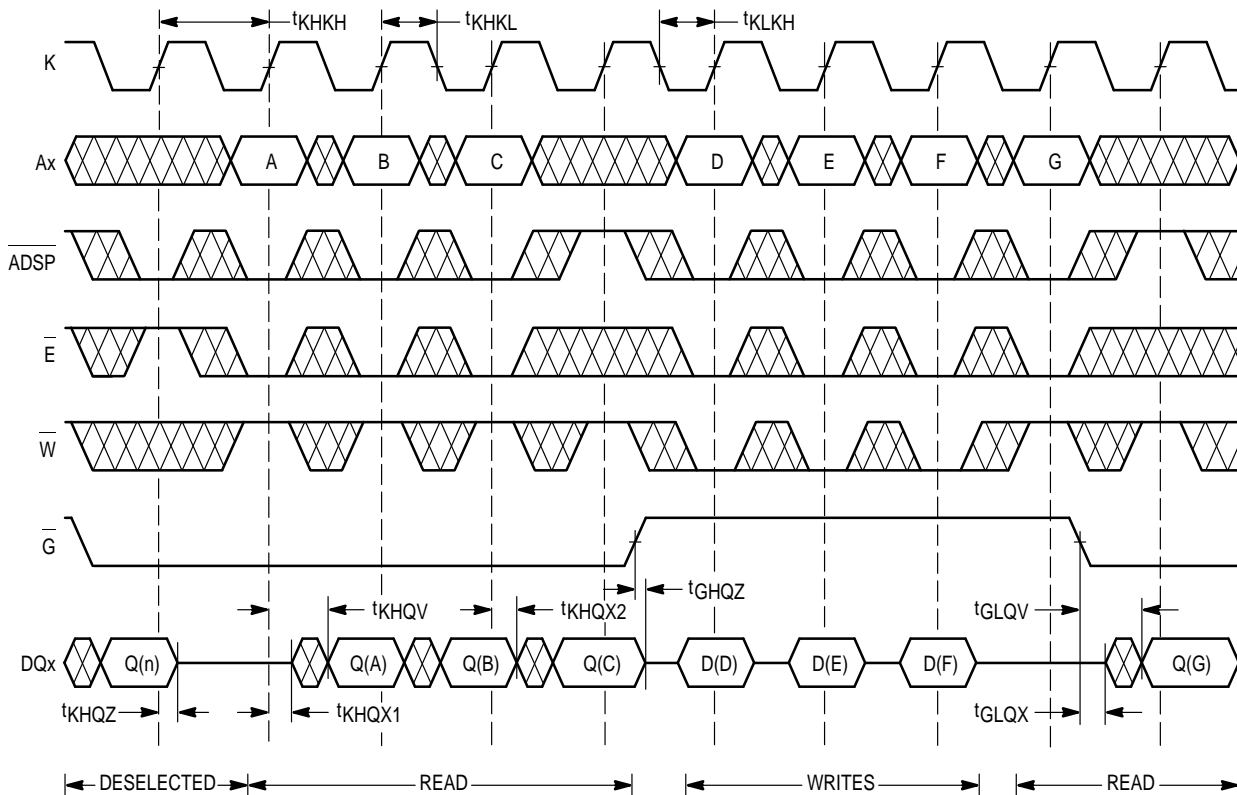 tKHKH tKHKL tKLKH
K
Ax A B C D E F G
ADSP
E
W
G
tGHQZ
tKHQV tKHQX2 tGLQV
DQx Q(n) Q(A) Q(B) Q(C) D(D) D(E) D(F) Q(G)
tKHQZ tKHQX1 tGLQX
DESELECTED READ WRITES READ